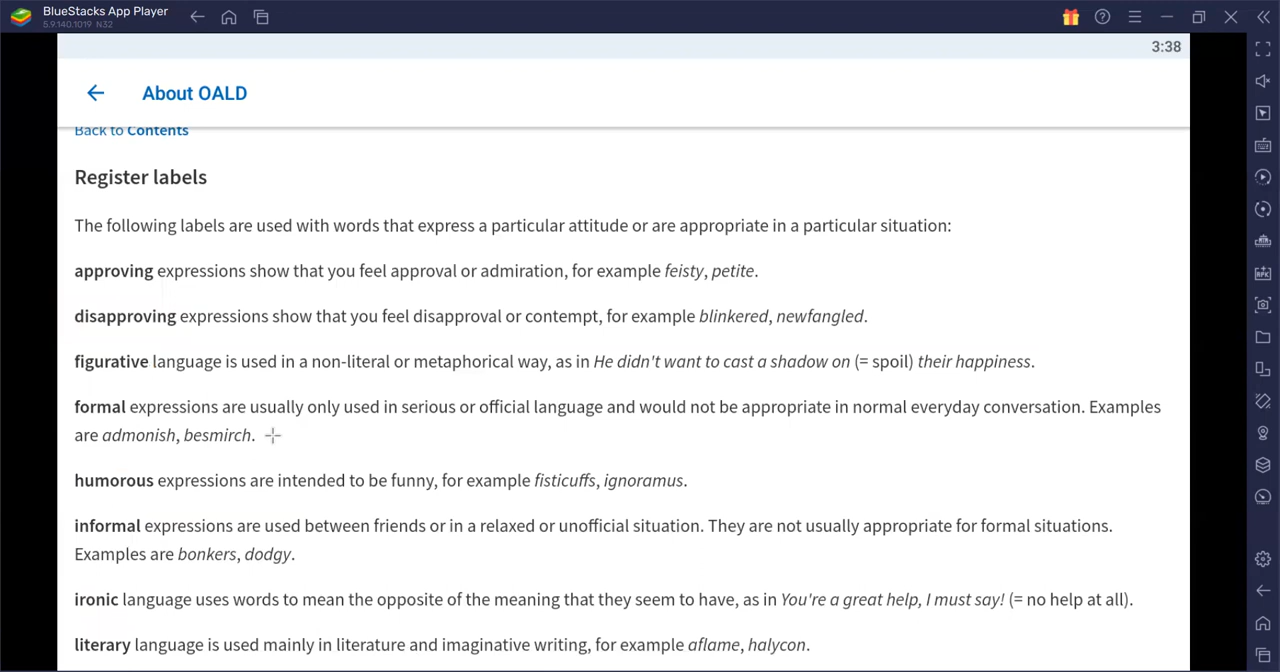 BlueStacks App Player
5.9.140.1019 N32
3:38
About OALD
Back to Contents
Register labels
The following labels are used with words that express a particular attitude or are appropriate in a particular situation:
approving expressions show that you feel approval or admiration, for example feisty, petite.
disapproving expressions show that you feel disapproval or contempt, for example blinkered, newfangled.
figurative language is used in a non-literal or metaphorical way, as in He didn't want to cast a shadow on (= spoil) their happiness.
formal expressions are usually only used in serious or official language and would not be appropriate in normal everyday conversation. Examples
are admonish, besmirch.
humorous expressions are intended to be funny, for example fisticuffs, ignoramus.
informal expressions are used between friends or in a relaxed or unofficial situation. They are not usually appropriate for formal situations.
Examples are bonkers, dodgy.
ironic language uses words to mean the opposite of the meaning that they seem to have, as in You're a great help, I must say! (= no help at all).
literary language is used mainly in literature and imaginative writing, for example aflame, halycon.